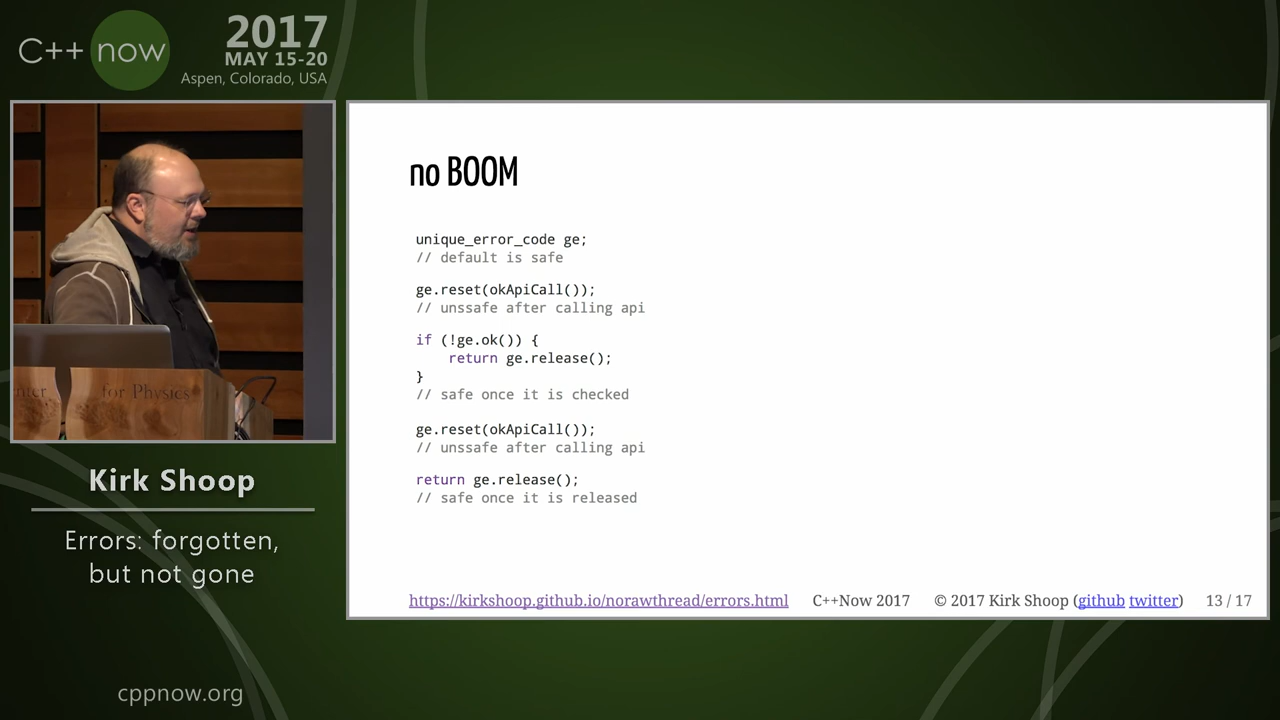 C++ now
2017
MAY 15-20
Aspen, Colorado, USA
for Physics
Kirk Shoop
Errors: forgotten,
but not gone
cppnow.org
no BOOM
unique_error_code ge;
// default is safe
ge.reset(okApiCall());
// unssafe after calling api
if (!ge.ok()) {
return ge.release();
}
// safe once it is checked
ge.reset(okApiCall());
// unssafe after calling api
return ge.release();
// safe once it is released
https://kirkshoop.github.io/norawthread/errors.html C++Now 2017 © 2017 Kirk Shoop (github twitter) 13 / 17